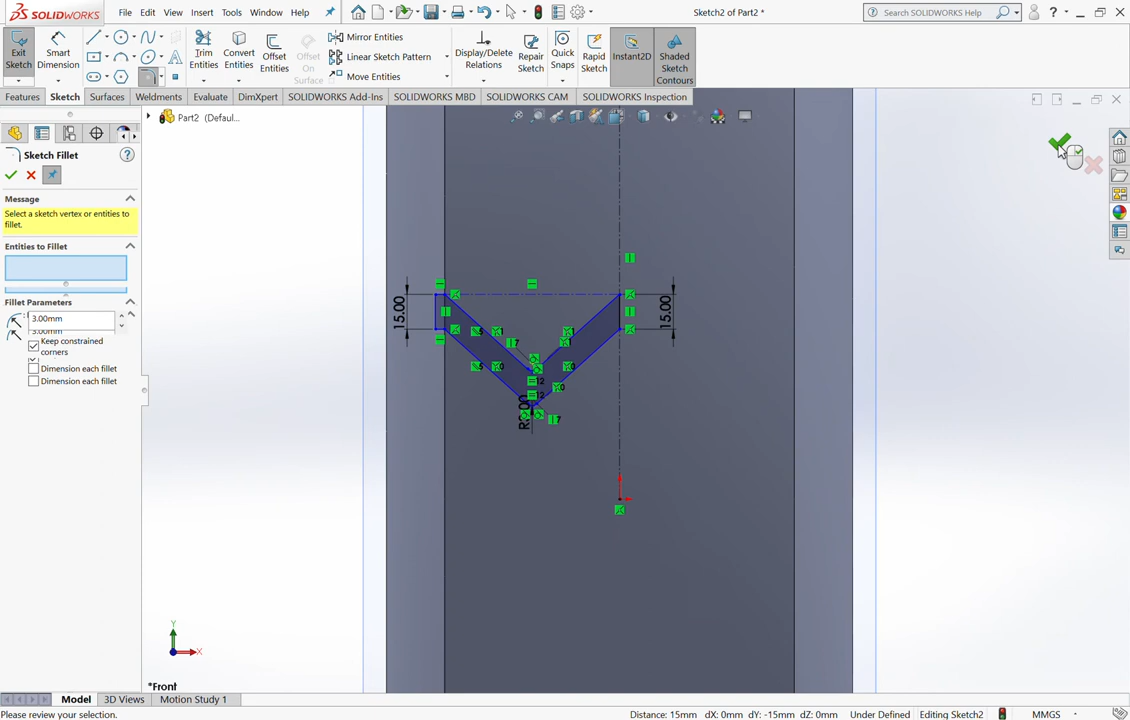 SOLIDWORKS File Edit View Insert Tools Window Help Sketch2 of Part2 * Search SOLIDWORKS Help ?
Exit Sketch Smart Dimension Trim Entities Convert Entities Offset Entities Offset On Surface Mirror Entities Linear Sketch Pattern Move Entities Display/Delete Relations Repair Sketch Quick Snaps Rapid Sketch Instant2D Shaded Sketch Contours
Features Sketch Surfaces Weldments Evaluate DimXpert SOLIDWORKS Add-Ins SOLIDWORKS MBD SOLIDWORKS CAM SOLIDWORKS Inspection
Part2 (Defaul...
Sketch Fillet ?
Message
Select a sketch vertex or entities to
fillet.
Entities to Fillet
Fillet Parameters
3.00mm
3.00mm
Keep constrained
corners
Dimension each fillet
Dimension each fillet
15.00
15.00
Y
X
*Front
Model 3D Views Motion Study 1
Please review your selection. Distance: 15mm dX: 0mm dY: -15mm dZ: 0mm Under Defined Editing Sketch2 MMGS